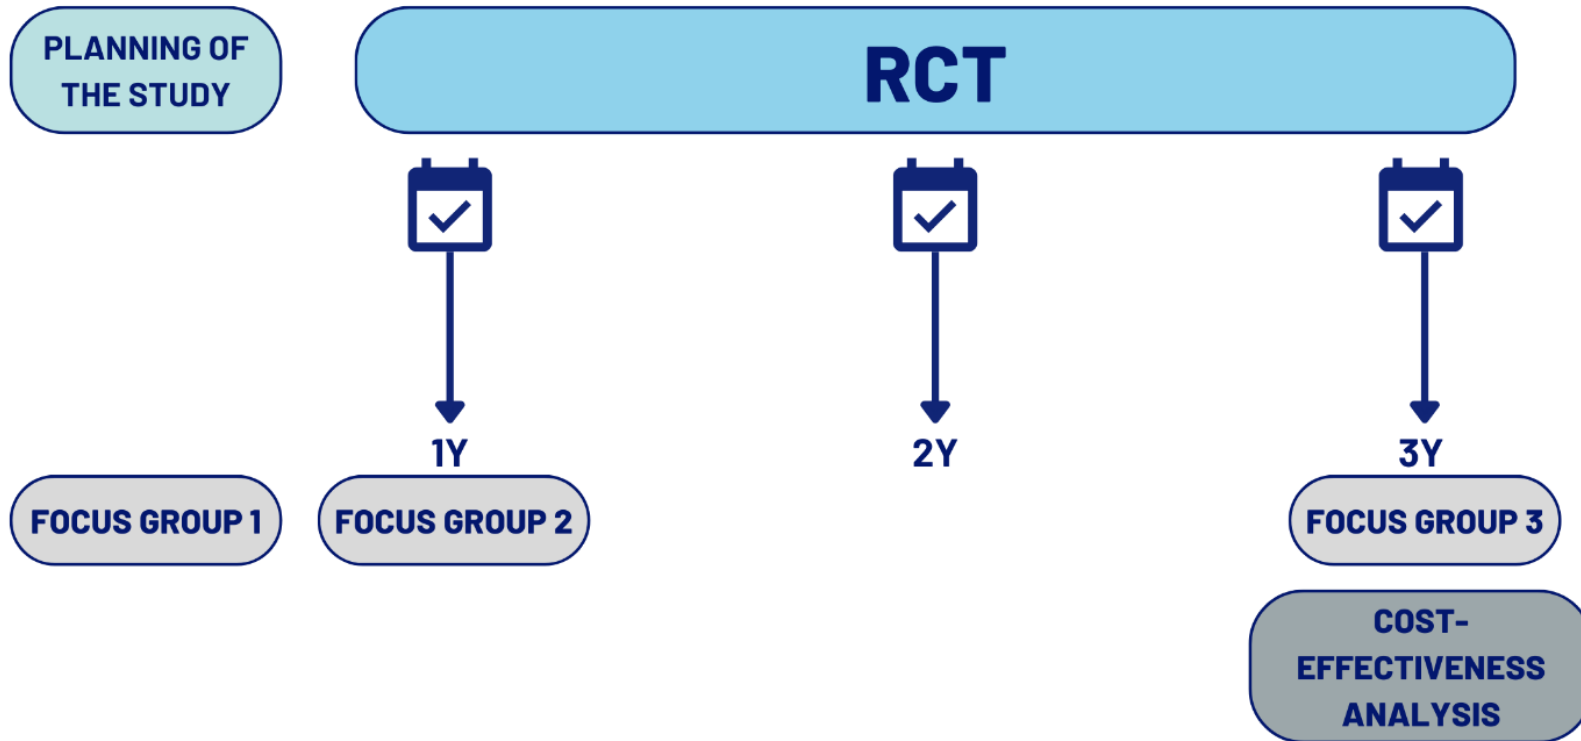 PLANNING OF
THE STUDY
RCT
1Y
2Y
3Y
FOCUS GROUP 1
FOCUS GROUP 2
FOCUS GROUP 3
COST-
EFFECTIVENESS
ANALYSIS